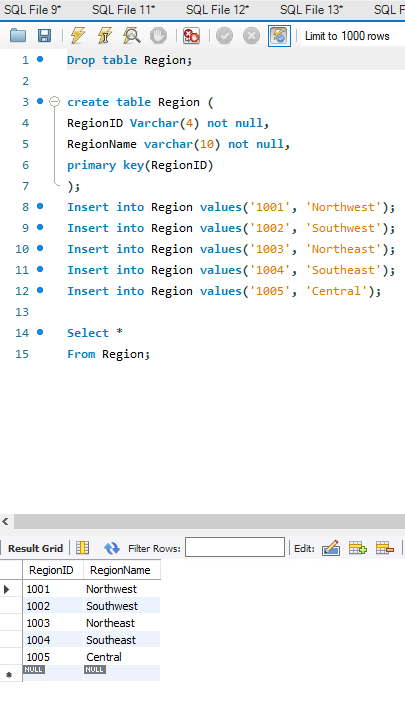 SQL File 9* SQL File 11* SQL File 12* SQL File 13* SQL F
Limit to 1000 rows
1 Drop table Region;
2
3 create table Region (
4 RegionID Varchar(4) not null,
5 RegionName varchar(10) not null,
6 primary key(RegionID)
7 );
8 Insert into Region values('1001', 'Northwest');
9 Insert into Region values('1002', 'Southwest');
10 Insert into Region values('1003', 'Northeast');
11 Insert into Region values('1004', 'Southeast');
12 Insert into Region values('1005', 'Central');
13
14 Select *
15 From Region;
Result Grid Filter Rows: Edit:
RegionID RegionName
1001 Northwest
1002 Southwest
1003 Northeast
1004 Southeast
1005 Central
NULL NULL